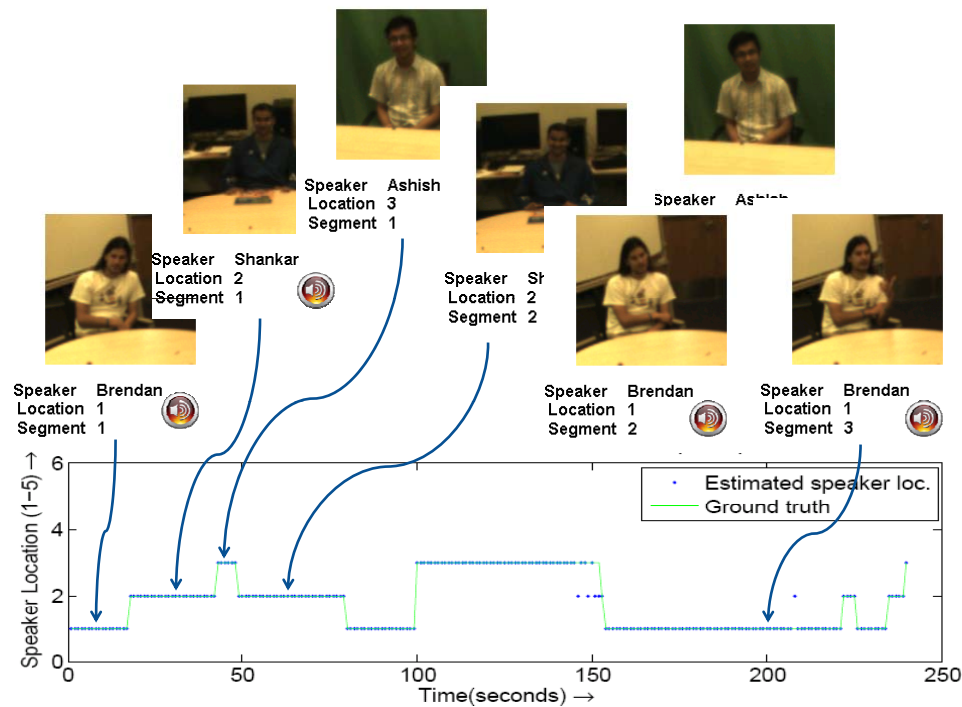 Speaker Ashish
Location 3
Segment 1
Speaker Ashish
Speaker Shankar
Location 2
Segment 1
Speaker
Location 2
Segment 2
Speaker Brendan
Location 1
Segment 1
Speaker Brendan
Location 1
Segment 2
Speaker Brendan
Location 1
Segment 3
Estimated speaker loc.
Ground truth
Speaker Location (1−5) →
6
4
2
0
0 50 100 150 200 250
Time(seconds) →